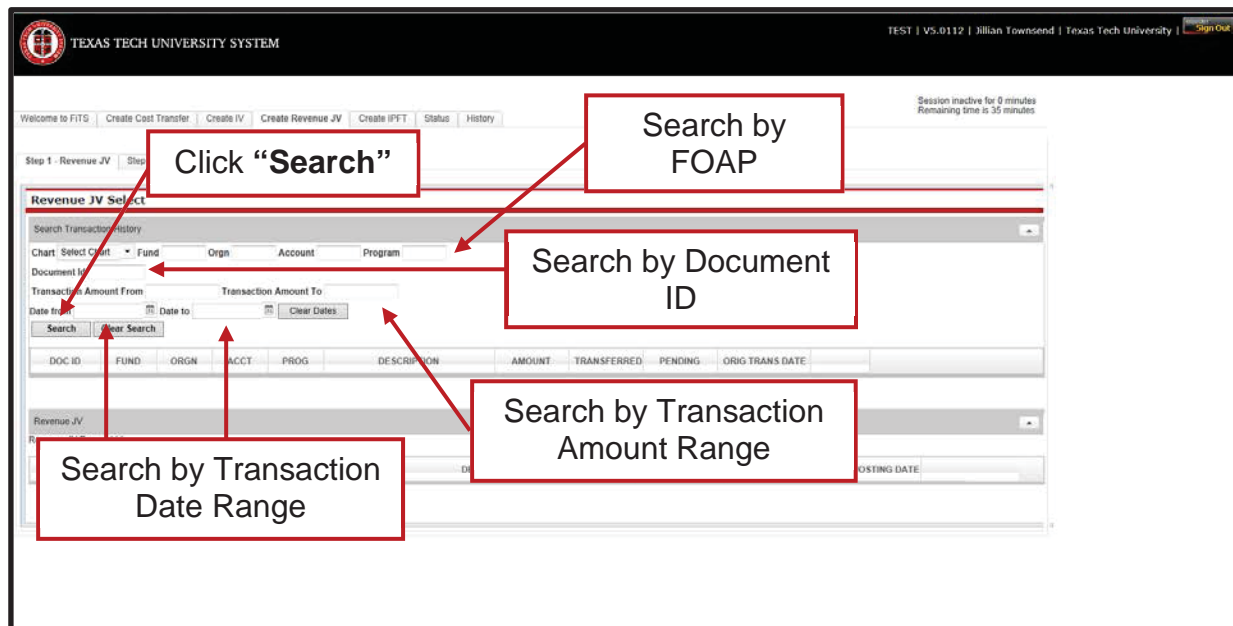 TEXAS TECH UNIVERSITY SYSTEM
TEST | V5.0112 | Jillian Townsend | Texas Tech University | Sign Out
Session inactive for 0 minutes
Remaining time is 35 minutes
Welcome to FiTS | Create Cost Transfer | Create IV | Create Revenue JV | Create IPFT | Status | History
Search by
FOAP
Step 1 - Revenue JV | Step
Click “Search”
Revenue JV Select
Search Transaction History
Chart Select Chart Fund Orgn Account Program
Search by Document
ID
Document Id
Transaction Amount From Transaction Amount To
Date from Date to Clear Dates
Search Clear Search
DOC ID FUND ORGN ACCT PROG DESCRIPTION AMOUNT TRANSFERRED PENDING ORIG TRANS DATE
Search by Transaction
Amount Range
Revenue JV
Search by Transaction
Date Range
POSTING DATE